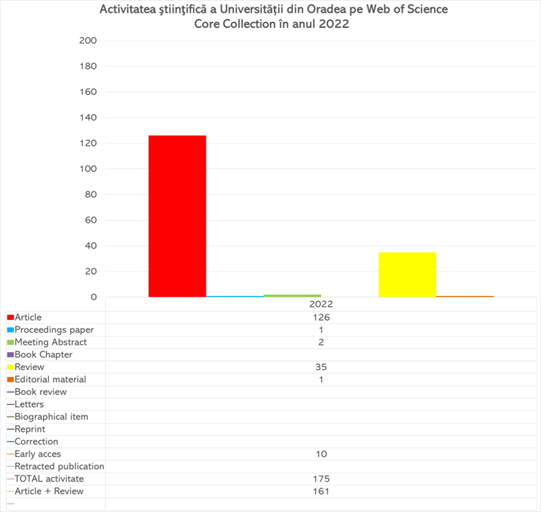 Activitatea ştiinţifică a Universității din Oradea pe Web of Science
Core Collection în anul 2022
200
180
160
140
120
100
80
60
40
20
0
2022
Article 126
Proceedings paper 1
Meeting Abstract 2
Book Chapter
Review 35
Editorial material 1
Book review
Letters
Biographical item
Reprint
Correction
Early acces 10
Retracted publication
TOTAL activitate 175
Article + Review 161